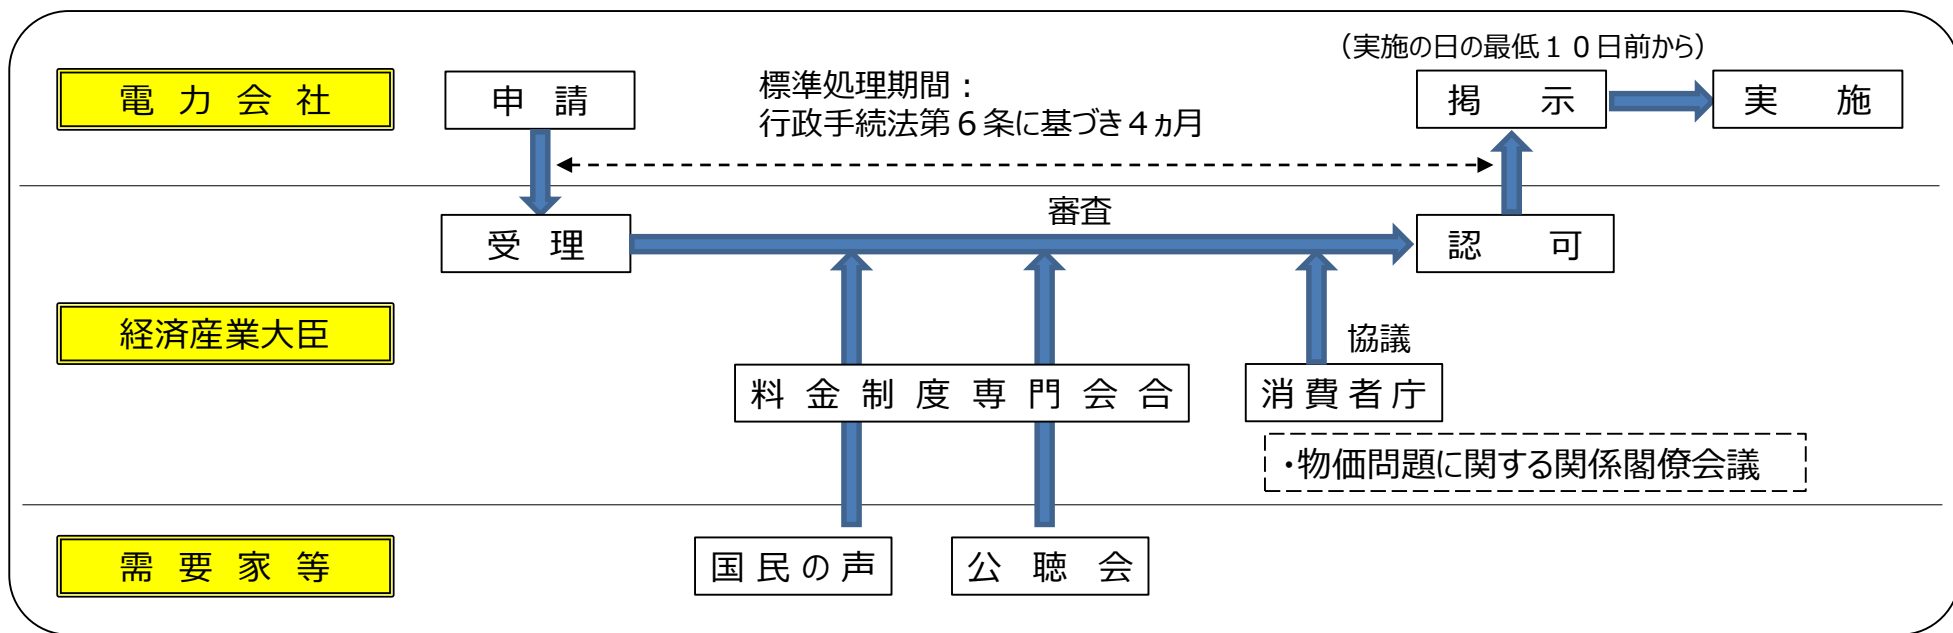 （実施の日の最低１０日前から）
電力会社
申請
標準処理期間：
行政手続法第６条に基づき４ヵ月
掲示
実施
審査
受理
認可
経済産業大臣
協議
料金制度専門会合
消費者庁
・物価問題に関する関係閣僚会議
需要家等
国民の声
公聴会